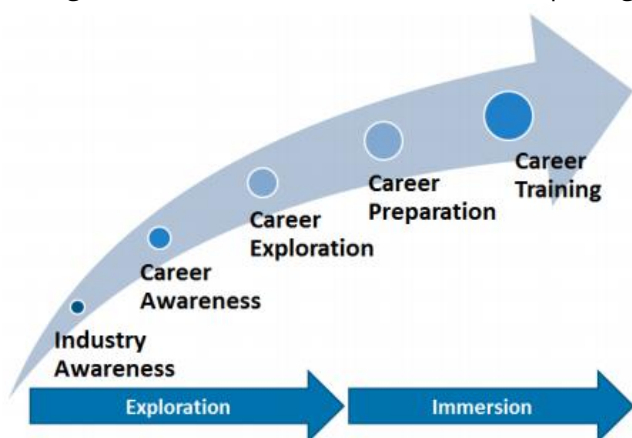 Career
Training
Career
Preparation
Career
Exploration
Career
Awareness
Industry
Awareness
Exploration
Immersion